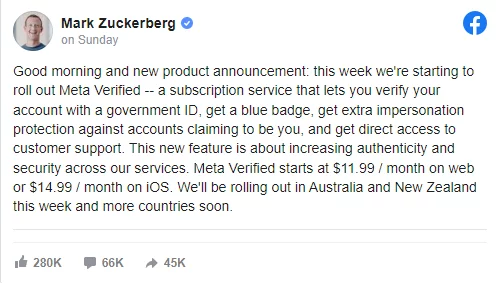 Mark Zuckerberg
on Sunday
Good morning and new product announcement: this week we're starting to
roll out Meta Verified -- a subscription service that lets you verify your
account with a government ID, get a blue badge, get extra impersonation
protection against accounts claiming to be you, and get direct access to
customer support. This new feature is about increasing authenticity and
security across our services. Meta Verified starts at $11.99 / month on web
or $14.99 / month on iOS. We'll be rolling out in Australia and New Zealand
this week and more countries soon.
280K 66K 45K